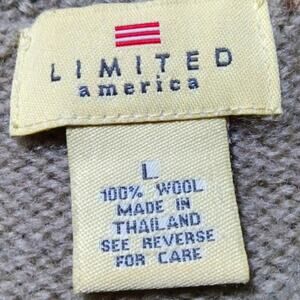 LIMITED
america
L
100% WOOL
MADE IN
THAILAND
SEE REVERSE
FOR CARE